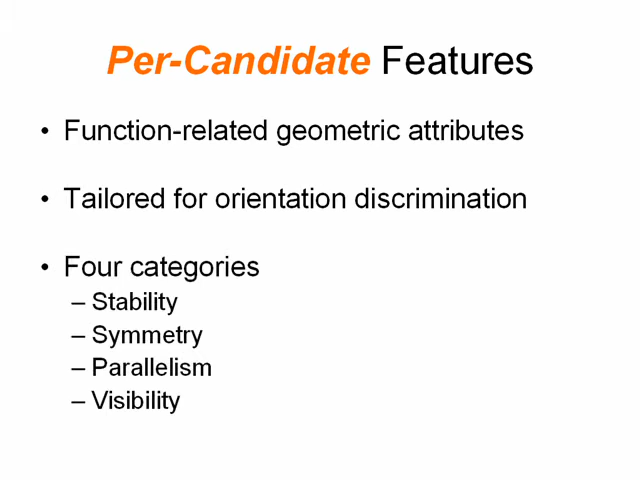 Per-Candidate Features
• Function-related geometric attributes
• Tailored for orientation discrimination
• Four categories
– Stability
– Symmetry
– Parallelism
– Visibility